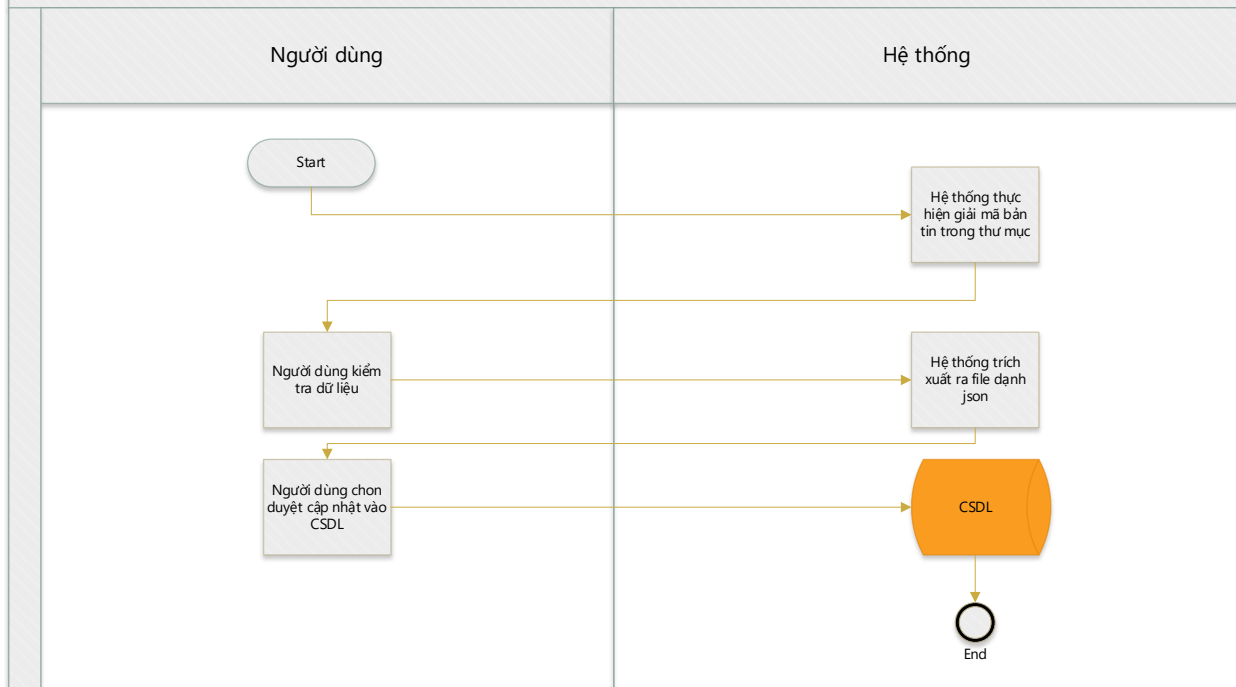 Người dùng
Hệ thống
Start
Hệ thống thực
hiện giải mã bản
tin trong thư mục
Người dùng kiểm
tra dữ liệu
Hệ thống trích
xuất ra file dạnh
json
Người dùng chon
duyệt cập nhật vào
CSDL
CSDL
End